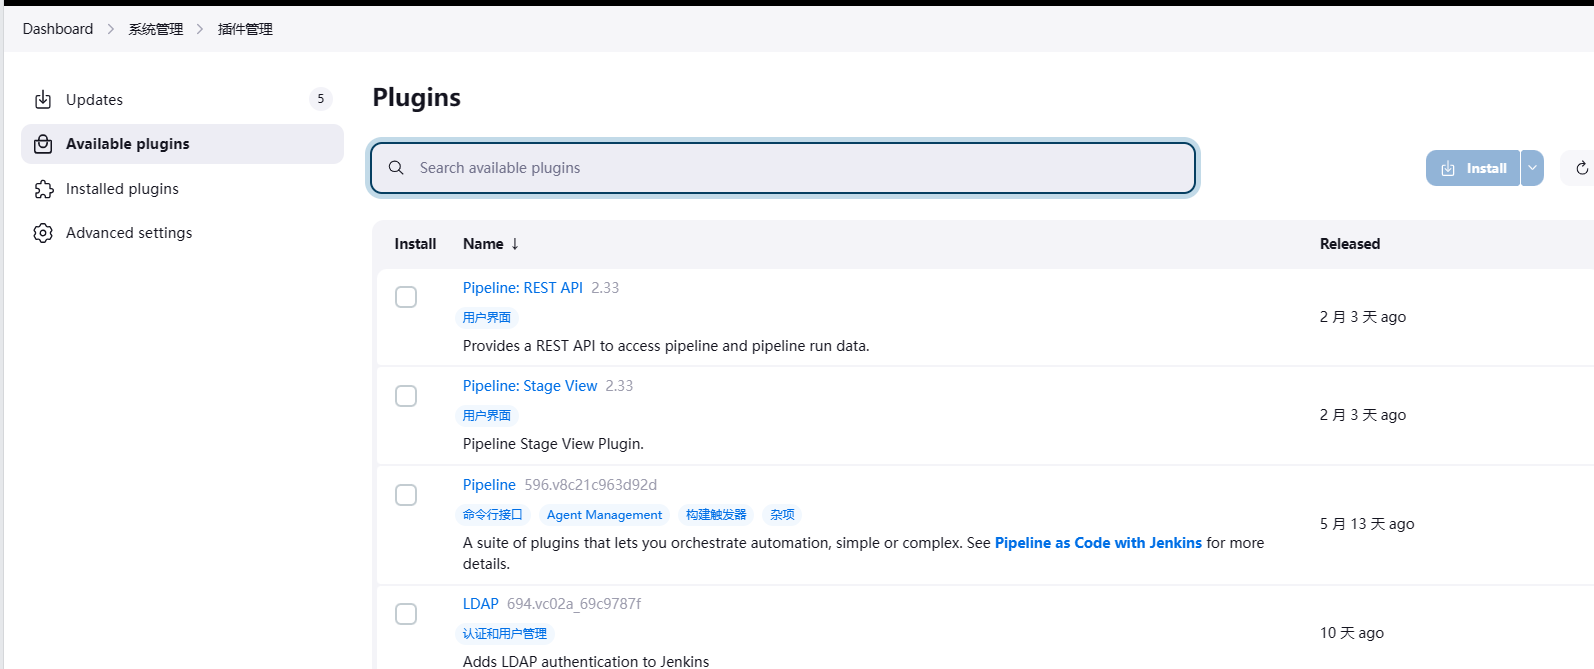 Dashboard > 系统管理 > 插件管理
Updates 5
Available plugins
Installed plugins
Advanced settings
Plugins
Search available plugins
Install
Install Name ↓ Released
Pipeline: REST API 2.33
用户界面
Provides a REST API to access pipeline and pipeline run data.
2 月 3 天 ago
Pipeline: Stage View 2.33
用户界面
Pipeline Stage View Plugin.
2 月 3 天 ago
Pipeline 596.v8c21c963d92d
命令行接口 Agent Management 构建触发器 杂项
A suite of plugins that lets you orchestrate automation, simple or complex. See Pipeline as Code with Jenkins for more
details.
5 月 13 天 ago
LDAP 694.vc02a_69c9787f
认证和用户管理
Adds LDAP authentication to Jenkins
10 天 ago